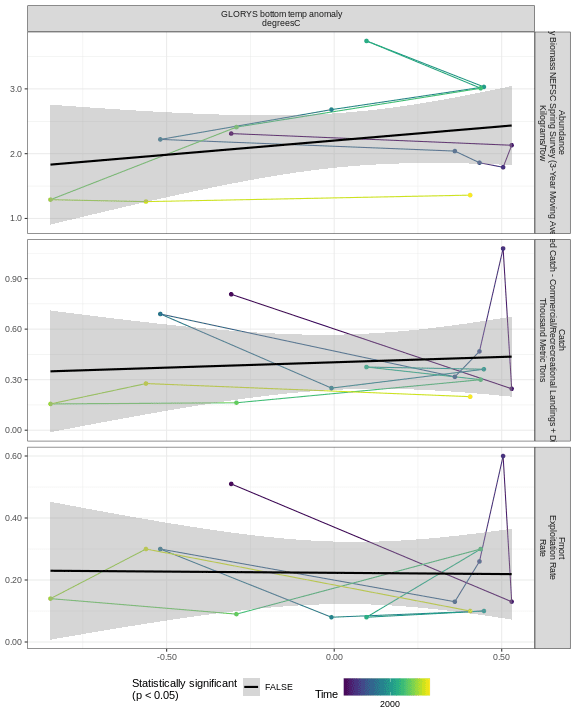 GLORYS bottom temp anomaly
degreesC
3.0
2.0
1.0
Abundance
y Biomass NEFSC Spring Survey (3-Year Moving Ave
Kilograms/Tow
0.90
0.60
0.30
0.00
Catch
ed Catch - Commercial/Recreational Landings + D
Thousand Metric Tons
0.60
0.40
0.20
0.00
Fmort
Exploitation Rate
Rate
-0.50
0.00
0.50
Statistically significant
(p < 0.05)
FALSE
Time
2000